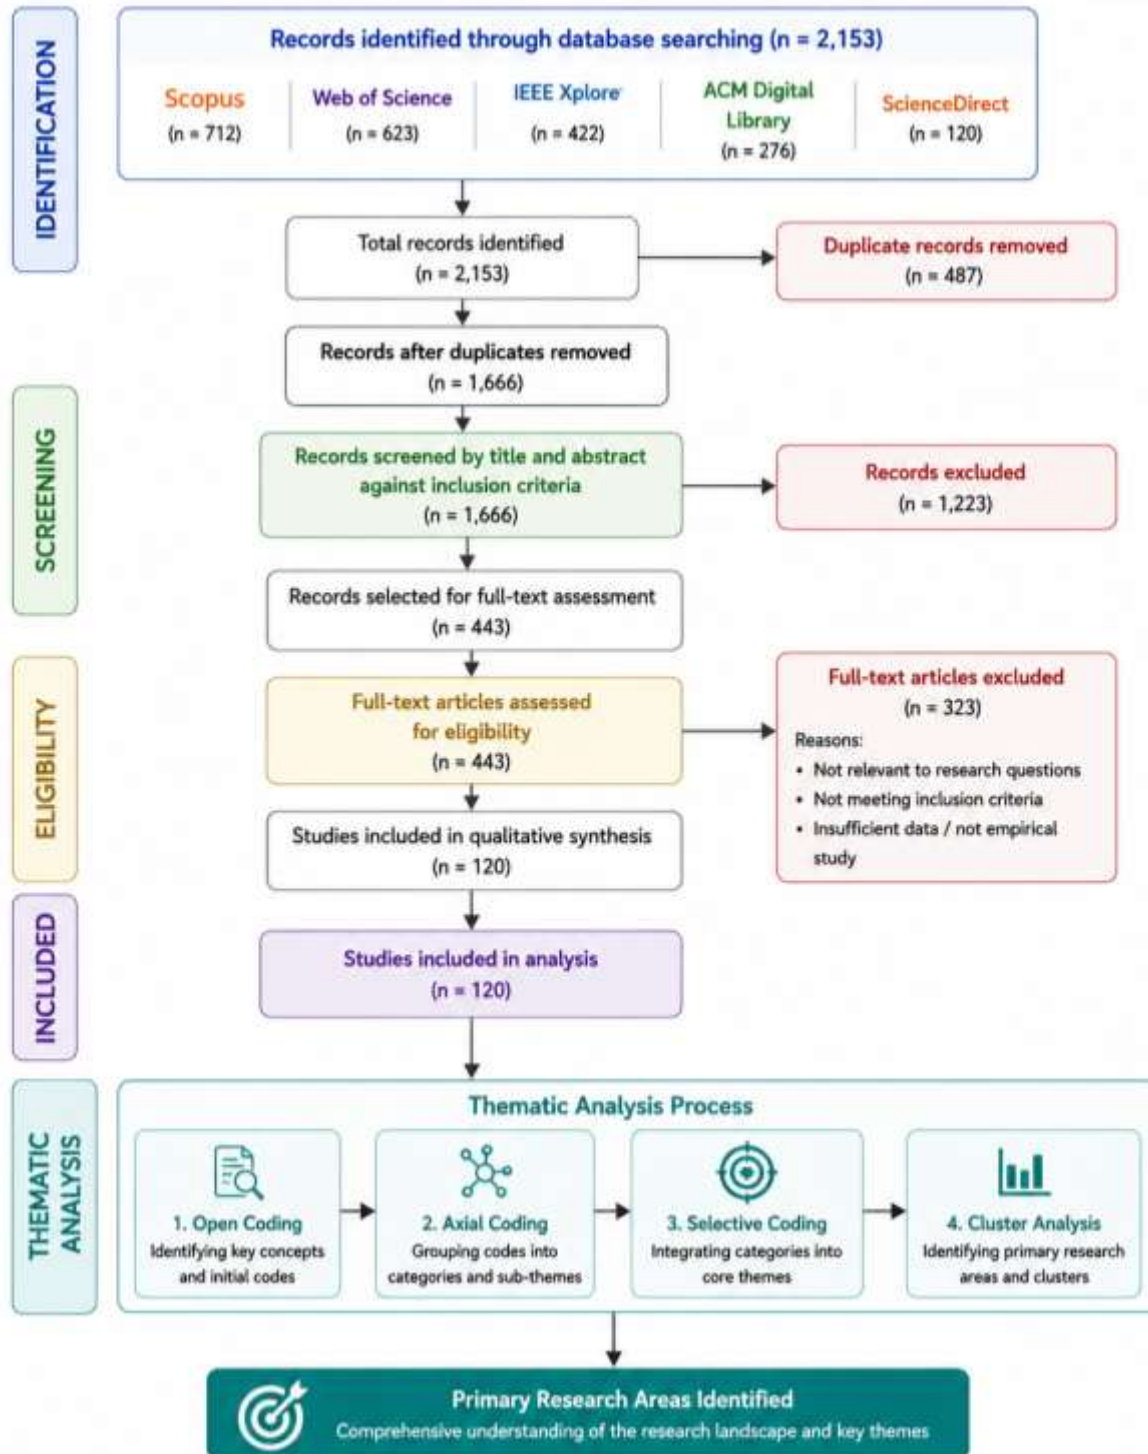 IDENTIFICATION
Records identified through database searching (n = 2,153)
Scopus
(n = 712)
Web of Science
(n = 623)
IEEE Xplore
(n = 422)
ACM Digital
Library
(n = 276)
ScienceDirect
(n = 120)
Total records identified
(n = 2,153)
Duplicate records removed
(n = 487)
Records after duplicates removed
(n = 1,666)
SCREENING
Records screened by title and abstract
against inclusion criteria
(n = 1,666)
Records excluded
(n = 1,223)
Records selected for full-text assessment
(n = 443)
ELIGIBILITY
Full-text articles assessed
for eligibility
(n = 443)
Full-text articles excluded
(n = 323)
Reasons:
• Not relevant to research questions
• Not meeting inclusion criteria
• Insufficient data / not empirical
study
Studies included in qualitative synthesis
(n = 120)
INCLUDED
Studies included in analysis
(n = 120)
THEMATIC
ANALYSIS
Thematic Analysis Process
1. Open Coding
Identifying key concepts
and initial codes
2. Axial Coding
Grouping codes into
categories and sub-themes
3. Selective Coding
Integrating categories into
core themes
4. Cluster Analysis
Identifying primary research
areas and clusters
Primary Research Areas Identified
Comprehensive understanding of the research landscape and key themes